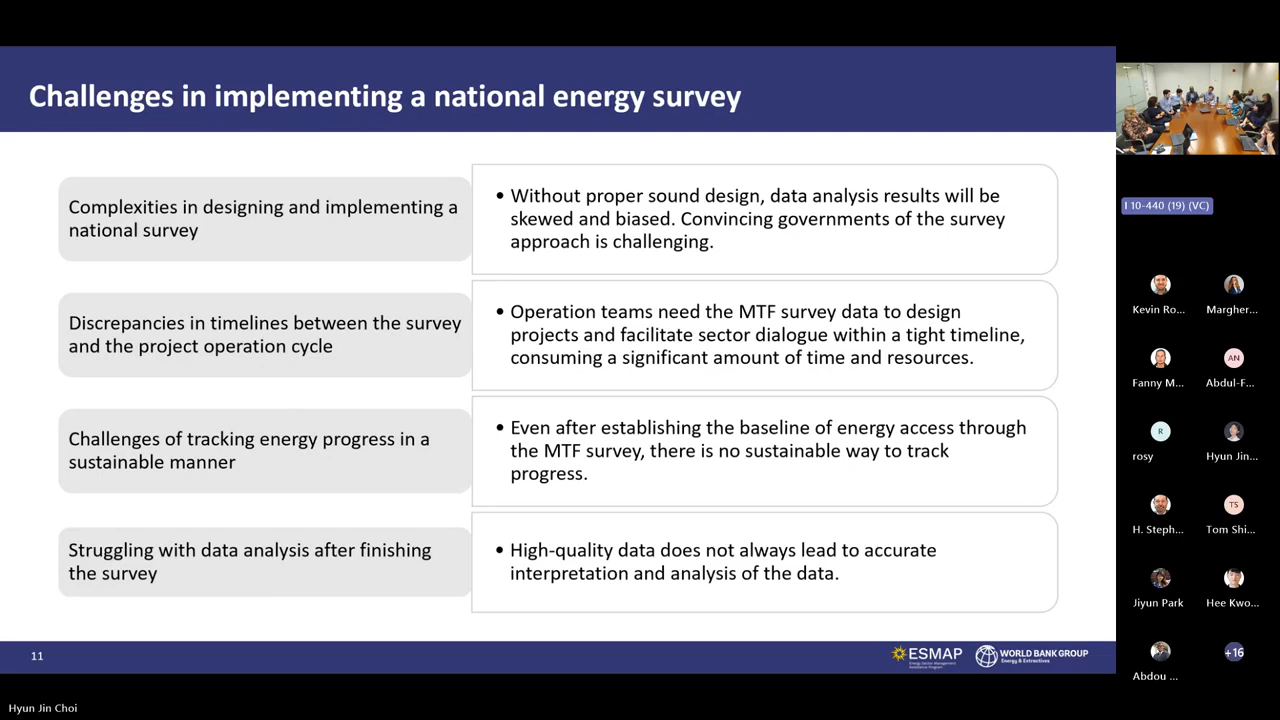 Challenges in implementing a national energy survey
Complexities in designing and implementing a
national survey
• Without proper sound design, data analysis results will be
skewed and biased. Convincing governments of the survey
approach is challenging.
Discrepancies in timelines between the survey
and the project operation cycle
• Operation teams need the MTF survey data to design
projects and facilitate sector dialogue within a tight timeline,
consuming a significant amount of time and resources.
Challenges of tracking energy progress in a
sustainable manner
• Even after establishing the baseline of energy access through
the MTF survey, there is no sustainable way to track
progress.
Struggling with data analysis after finishing
the survey
• High-quality data does not always lead to accurate
interpretation and analysis of the data.
11
ESMAP
Energy Sector Management
Assistance Program
WORLD BANK GROUP
Energy & Extractives
I 10-440 (19) (VC)
Kevin Ro...
Margher...
Fanny M...
AN
Abdul-F...
R
rosy
Hyun Jin...
H. Steph...
TS
Tom Shi...
Jiyun Park
Hee Kwo...
Abdou ...
+16
Hyun Jin Choi